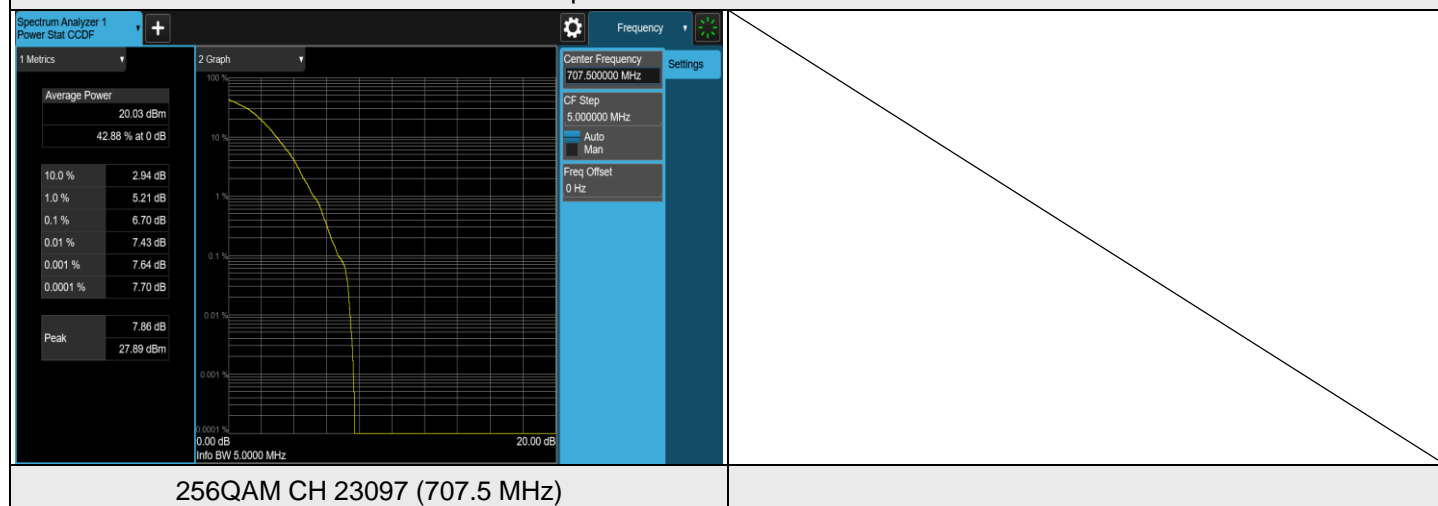 Spectrum Analyzer 1
Power Stat CCDF
+
Frequency
1 Metrics
2 Graph
Average Power
20.03 dBm
42.88 % at 0 dB
10.0 % 2.94 dB
1.0 % 5.21 dB
0.1 % 6.70 dB
0.01 % 7.43 dB
0.001 % 7.64 dB
0.0001 % 7.70 dB
Peak 7.86 dB
27.89 dBm
100 %
10 %
1 %
0.1 %
0.01 %
0.001 %
0.0001 %
0.00 dB 20.00 dB
Info BW 5.0000 MHz
Center Frequency
707.500000 MHz
Settings
CF Step
5.000000 MHz
Auto
Man
Freq Offset
0 Hz
256QAM CH 23097 (707.5 MHz)